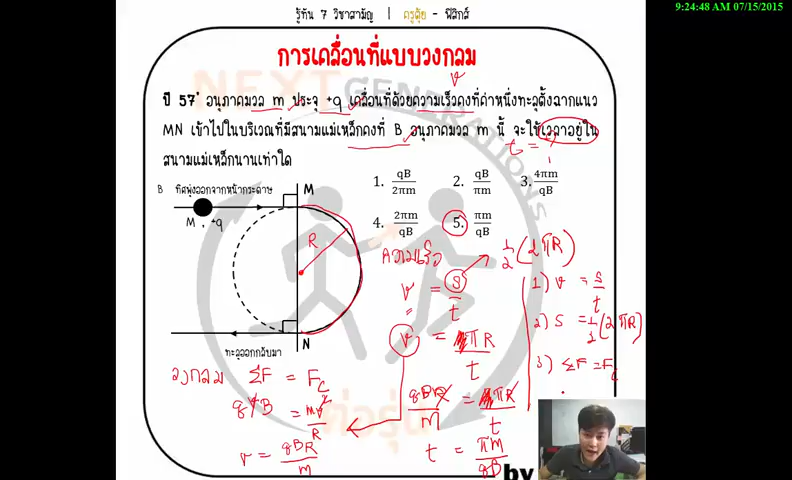 9:24:48 AM 07/15/2015
รู้ทัน 7 วิชาสามัญ | ครูตุ้ย - ฟิสิกส์
การเคลื่อนที่แบบวงกลม
v
ปี 57 อนุภาคมวล m ประจุ +q เคลื่อนที่ด้วยความเร็วคงที่ค่าหนึ่งทะลุตั้งฉากแนว
MN เข้าไปในบริเวณที่มีสนามแม่เหล็กคงที่ B อนุภาคมวล m นี้ จะใช้เวลาอยู่ใน
สนามแม่เหล็กนานเท่าใด
t = ?
1. qB/2πm 2. qB/πm 3. 4πm/qB
4. 2πm/qB 5. πm/qB
B ทิศพุ่งออกจากหน้ากระดาษ
M
M , +q
R
N
ทะลุออกกลับมา
ความเร็ว 1/2 (2πR)
v = s/t
v = πR/t
qBR/m = πR/t
t = πm/qB
1) v = s/t
2) s = 1/2 (2πR)
3) ΣF = Fc
วงกลม ΣF = Fc
qvB = mv²/R
v = qBR/m
NEXT GENERATION
ต่อรุ่น
by